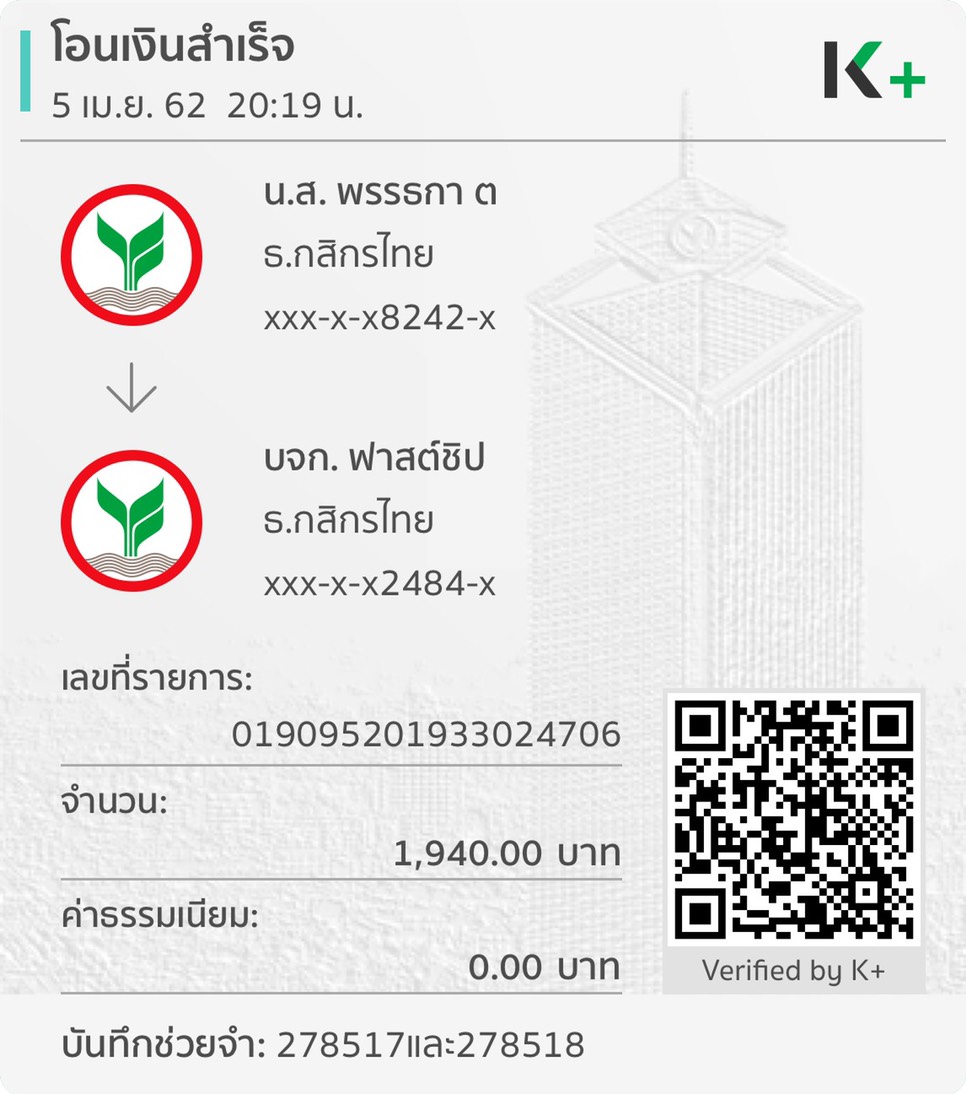 โอนเงินสำเร็จ
5 เม.ย. 62 20:19 น.
K+
น.ส. พรรธกา ต
ธ.กสิกรไทย
xxx-x-x8242-x
บจก. ฟาสต์ชิป
ธ.กสิกรไทย
xxx-x-x2484-x
เลขที่รายการ:
019095201933024706
จำนวน:
1,940.00 บาท
ค่าธรรมเนียม:
0.00 บาท
Verified by K+
บันทึกช่วยจำ: 278517และ278518